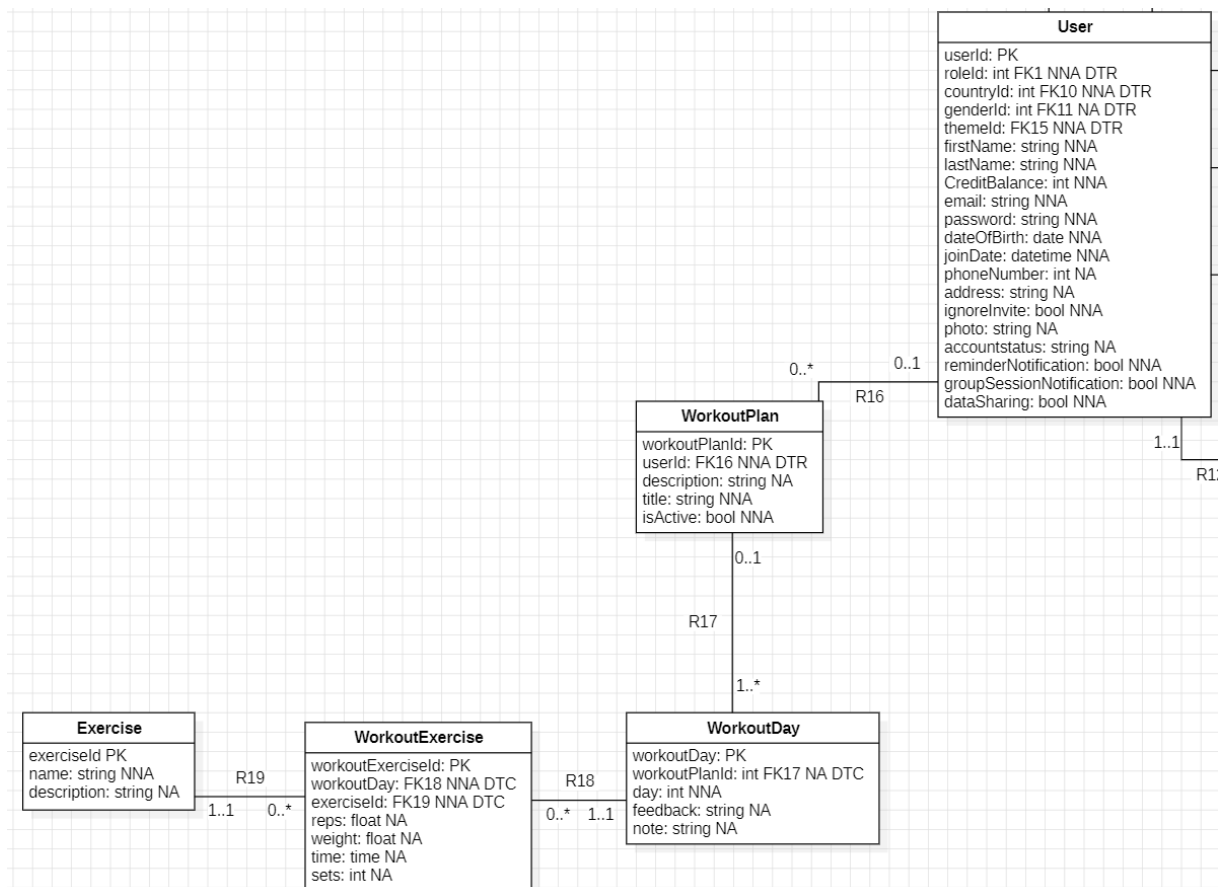 User
userId: PK
roleId: int FK1 NNA DTR
countryId: int FK10 NNA DTR
genderId: int FK11 NA DTR
themeId: FK15 NNA DTR
firstName: string NNA
lastName: string NNA
CreditBalance: int NNA
email: string NNA
password: string NNA
dateOfBirth: date NNA
joinDate: datetime NNA
phoneNumber: int NA
address: string NA
ignoreInvite: bool NNA
photo: string NA
accountstatus: string NA
reminderNotification: bool NNA
groupSessionNotification: bool NNA
dataSharing: bool NNA
0..*
0..1
R16
1..1
WorkoutPlan
workoutPlanId: PK
userId: FK16 NNA DTR
description: string NA
title: string NNA
isActive: bool NNA
0..1
R17
1..*
Exercise
exerciseId PK
name: string NNA
description: string NA
R19
1..1
0..*
WorkoutExercise
workoutExerciseId: PK
workoutDay: FK18 NNA DTC
exerciseId: FK19 NNA DTC
reps: float NA
weight: float NA
time: time NA
sets: int NA
R18
0..*
1..1
WorkoutDay
workoutDay: PK
workoutPlanId: int FK17 NA DTC
day: int NNA
feedback: string NA
note: string NA